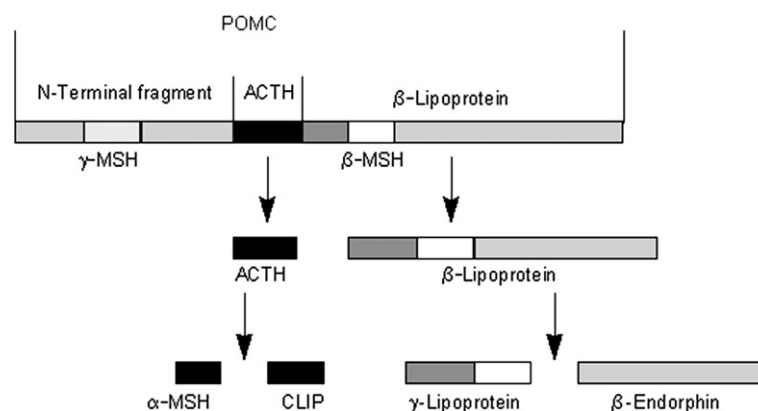 POMC
N-Terminal fragment ACTH β-Lipoprotein
γ-MSH β-MSH
ACTH β-Lipoprotein
α-MSH CLIP γ-Lipoprotein β-Endorphin